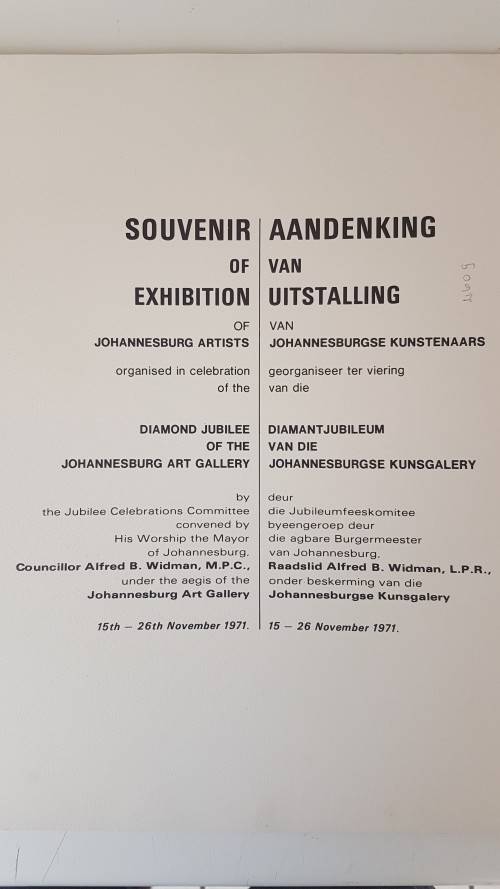 SOUVENIR
OF
EXHIBITION
OF
JOHANNESBURG ARTISTS
organised in celebration
of the
DIAMOND JUBILEE
OF THE
JOHANNESBURG ART GALLERY
by
the Jubilee Celebrations Committee
convened by
His Worship the Mayor
of Johannesburg.
Councillor Alfred B. Widman, M.P.C.,
under the aegis of the
Johannesburg Art Gallery
15th — 26th November 1971.
AANDENKING
VAN
UITSTALLING
VAN
JOHANNESBURGSE KUNSTENAARS
georganiseer ter viering
van die
DIAMANTJUBILEUM
VAN DIE
JOHANNESBURGSE KUNSGALERY
deur
die Jubileumfeeskomitee
byeengeroep deur
die agbare Burgermeester
van Johannesburg.
Raadslid Alfred B. Widman, L.P.R.,
onder beskerming van die
Johannesburgse Kunsgalery
15 — 26 November 1971.